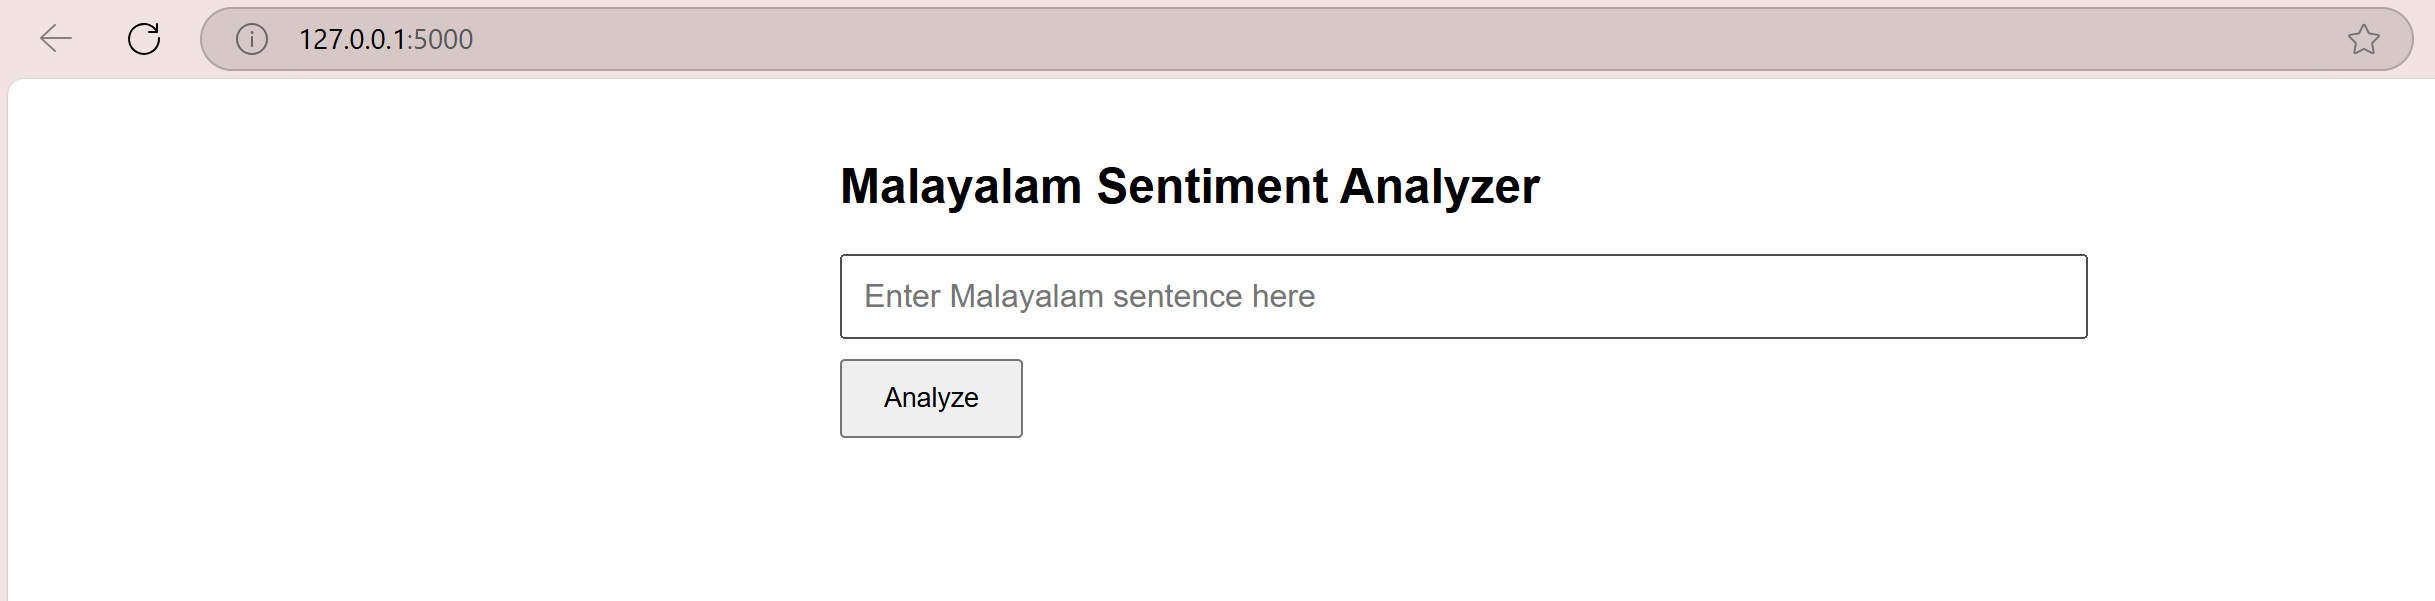 127.0.0.1:5000
Malayalam Sentiment Analyzer
Enter Malayalam sentence here
Analyze